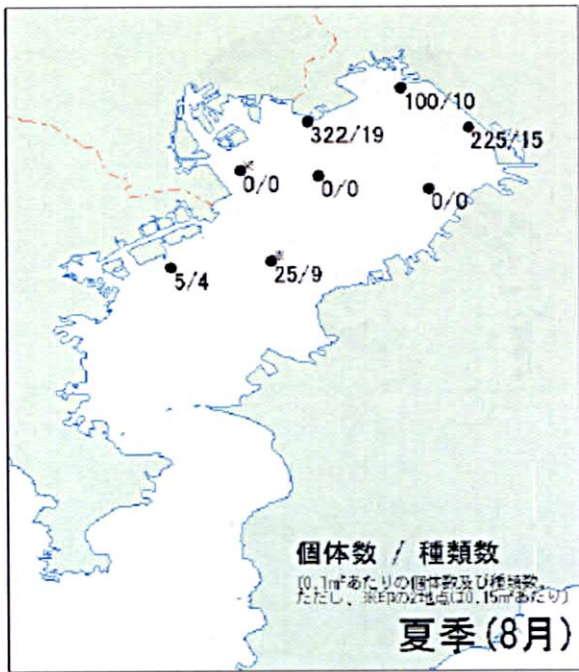 100/10
322/19
225/15
※
0/0
0/0
0/0
※
25/9
5/4
個体数 / 種類数
(0.1㎡あたりの個体数及び種類数。
ただし、※印の2地点は0.15㎡あたり)
夏季(8月)